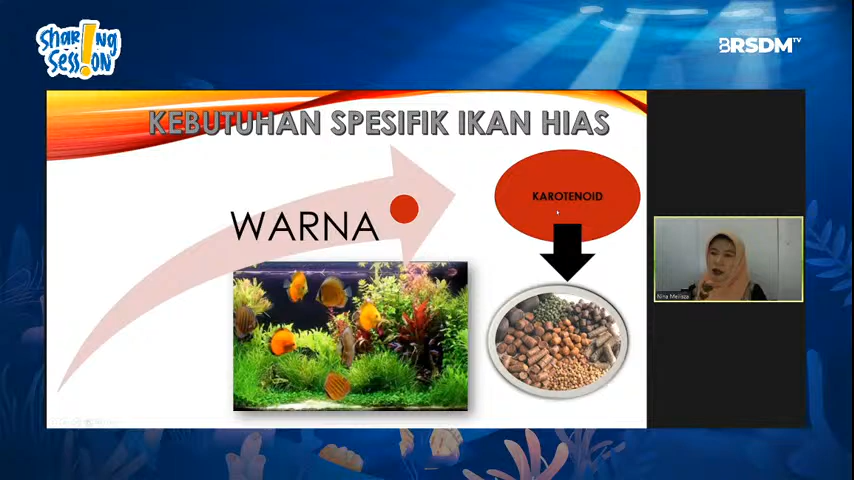 Sharing
Session
BRSDM TV
KEBUTUHAN SPESIFIK IKAN HIAS
KAROTENOID
WARNA
Nina Meilisza